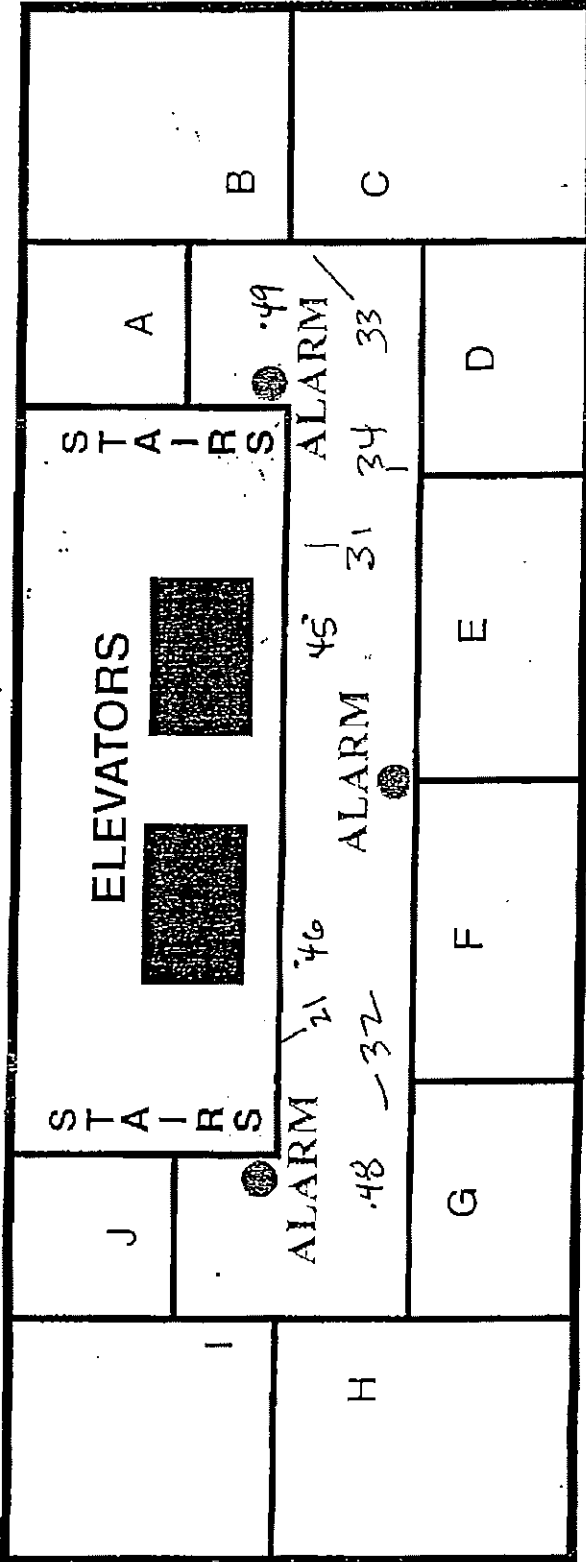 ELEVATORS
STAIRS
STAIRS
J
A
I
B
H
C
ALARM
21
.46
45
ALARM
.49
.48
32
ALARM
31
34
33
G
F
E
D